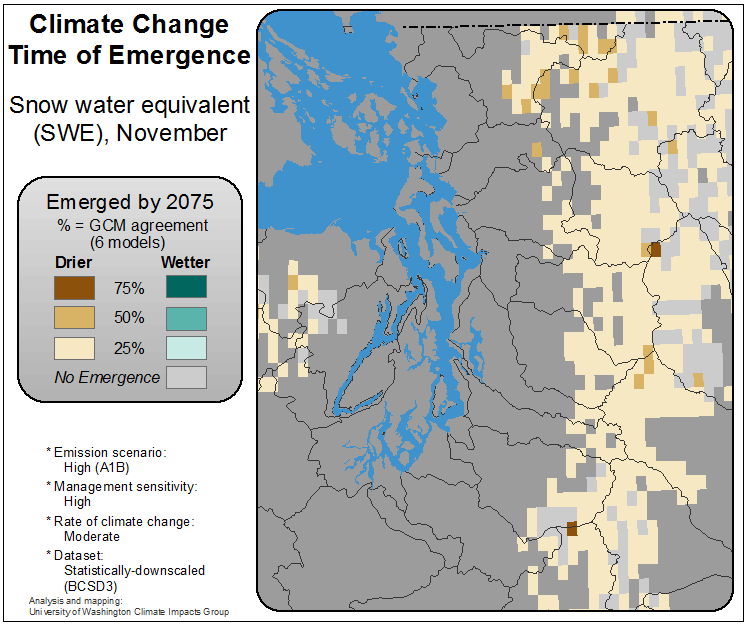 Climate Change
Time of Emergence
Snow water equivalent
(SWE), November
Emerged by 2075
% = GCM agreement
(6 models)
Drier Wetter
75%
50%
25%
No Emergence
* Emission scenario:
High (A1B)
* Management sensitivity:
High
* Rate of climate change:
Moderate
* Dataset:
Statistically-downscaled
(BCSD3)
Analysis and mapping:
University of Washington Climate Impacts Group